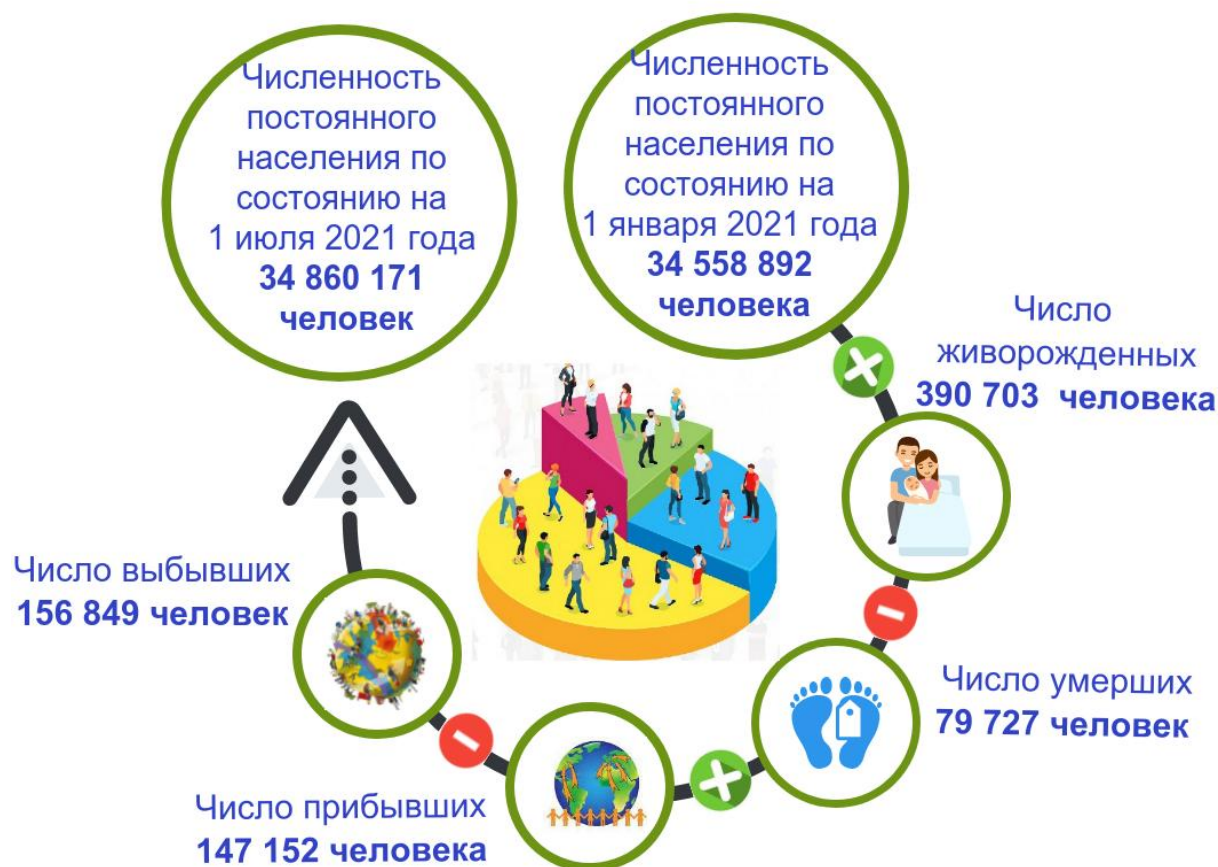 Численность
постоянного
населения по
состоянию на
1 июля 2021 года
34 860 171
человек
Численность
постоянного
населения по
состоянию на
1 января 2021 года
34 558 892
человека
Число
живорожденных
390 703 человека
Число умерших
79 727 человек
Число прибывших
147 152 человека
Число выбывших
156 849 человек